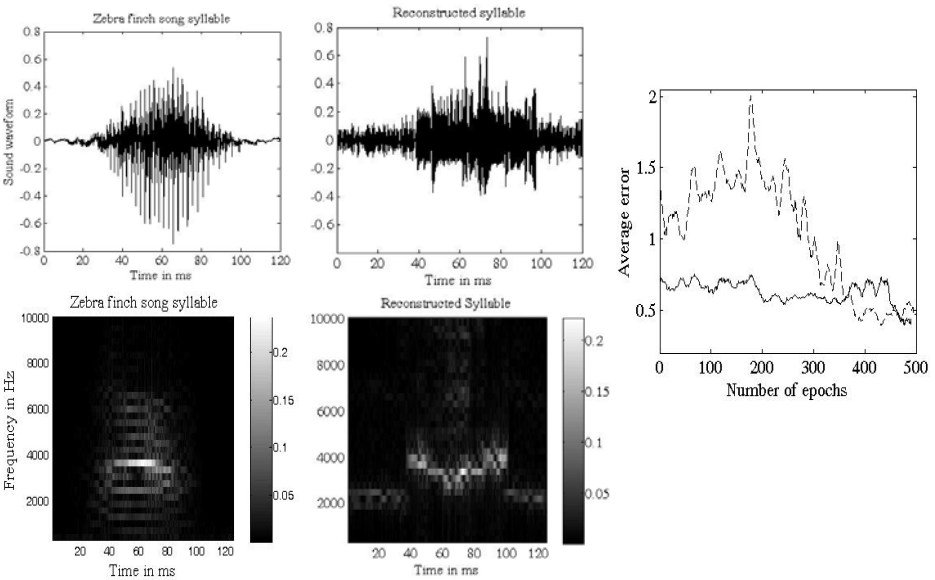 Zebra finch song syllable
Sound waveform
0.8
0.6
0.4
0.2
0
-0.2
-0.4
-0.6
-0.8
0 20 40 60 80 100 120
Time in ms
Reconstructed syllable
0.8
0.6
0.4
0.2
0
-0.2
-0.4
-0.6
0 20 40 60 80 100 120
Time in ms
Average error
2
1.5
1
0.5
0 100 200 300 400 500
Number of epochs
Zebra finch song syllable
Frequency in Hz
10000
8000
6000
4000
2000
20 40 60 80 100 120
Time in ms
0.2
0.15
0.1
0.05
Reconstructed Syllable
10000
8000
6000
4000
2000
20 40 60 80 100 120
Time in ms
0.2
0.15
0.1
0.05